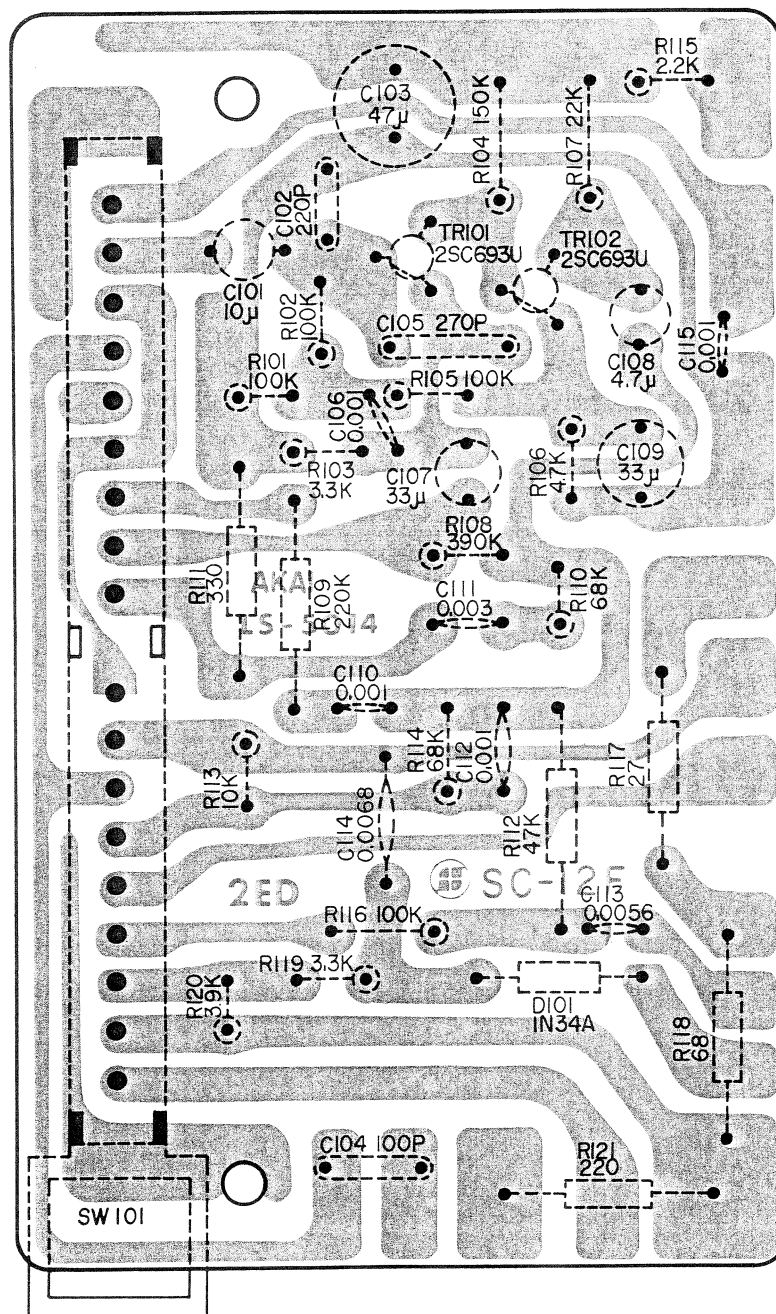 R115
2.2K
C103
47μ
R104 150K
R107 22K
C102
220P
TR101
2SC693U
TR102
2SC693U
C101
10μ
R102
100K
C105 270P
C108
4.7μ
C115
0.001
R101
100K
R105 100K
C106
0.001
R103
3.3K
C107
33μ
R106
4.7K
C109
33μ
R108
390K
R111
330
R109
220K
AKA
C111
0.003
R110
68K
C110
0.001
R114
68K
C112
0.001
R117
27
R113
10K
C114
0.0068
R112
47K
2ED
SC-12E
C113
0.0056
R116 100K
R119 3.3K
R120
3.9K
D101
1N34A
R118
68
C104 100P
R121
220
SW101